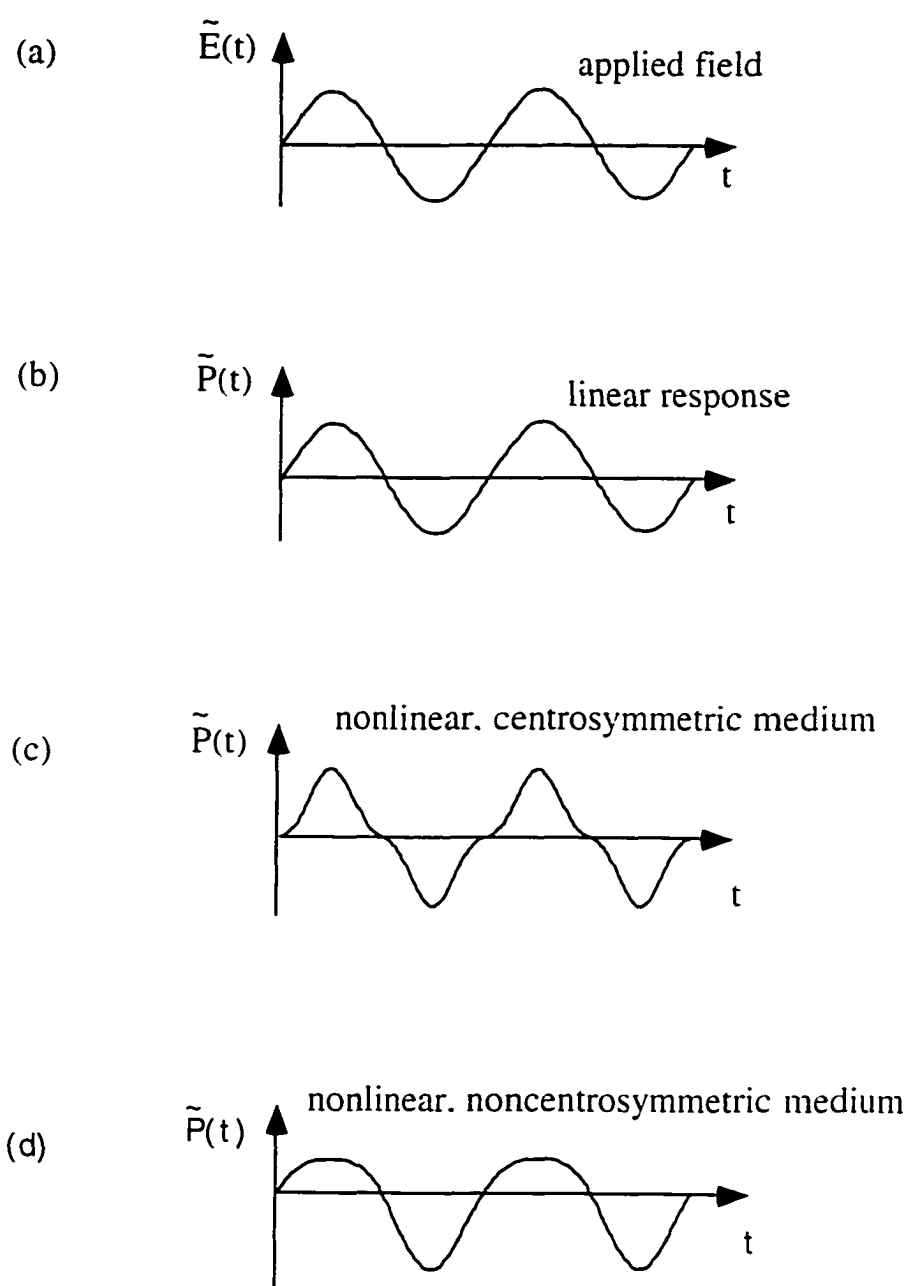 (a) Ẽ(t) applied field
t
(b) P̃(t) linear response
t
(c) P̃(t) nonlinear. centrosymmetric medium
t
(d) P̃(t) nonlinear. noncentrosymmetric medium
t